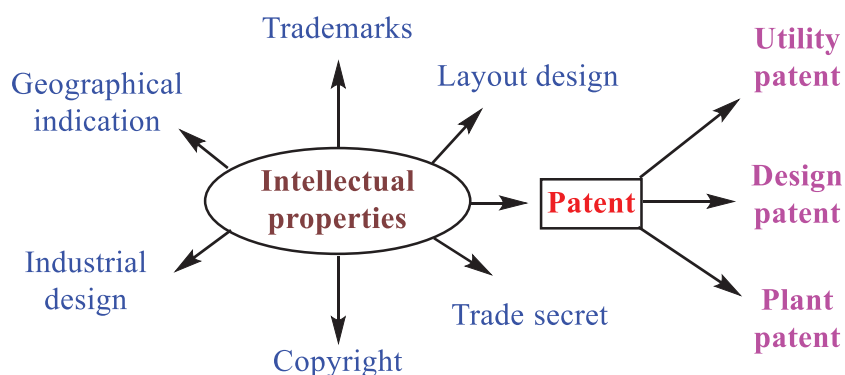 Trademarks
Geographical
indication
Layout design
Utility
patent
Intellectual
properties
Patent
Design
patent
Industrial
design
Trade secret
Copyright
Plant
patent